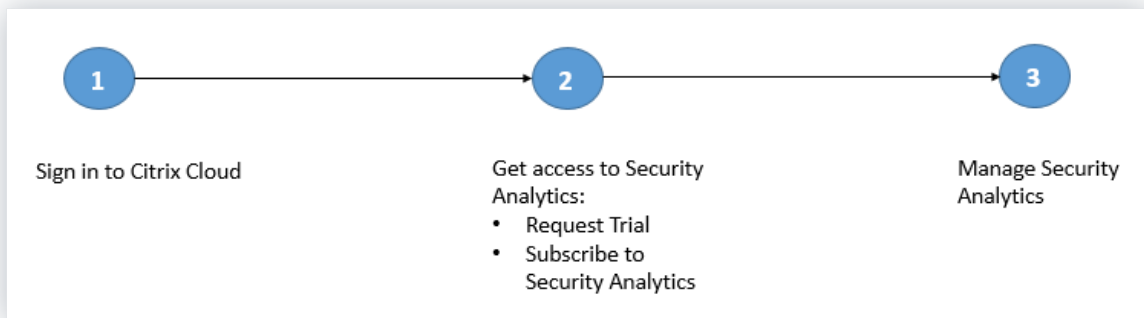 1
2
3
Sign in to Citrix Cloud
Get access to Security
Analytics:
• Request Trial
• Subscribe to
Security Analytics
Manage Security
Analytics